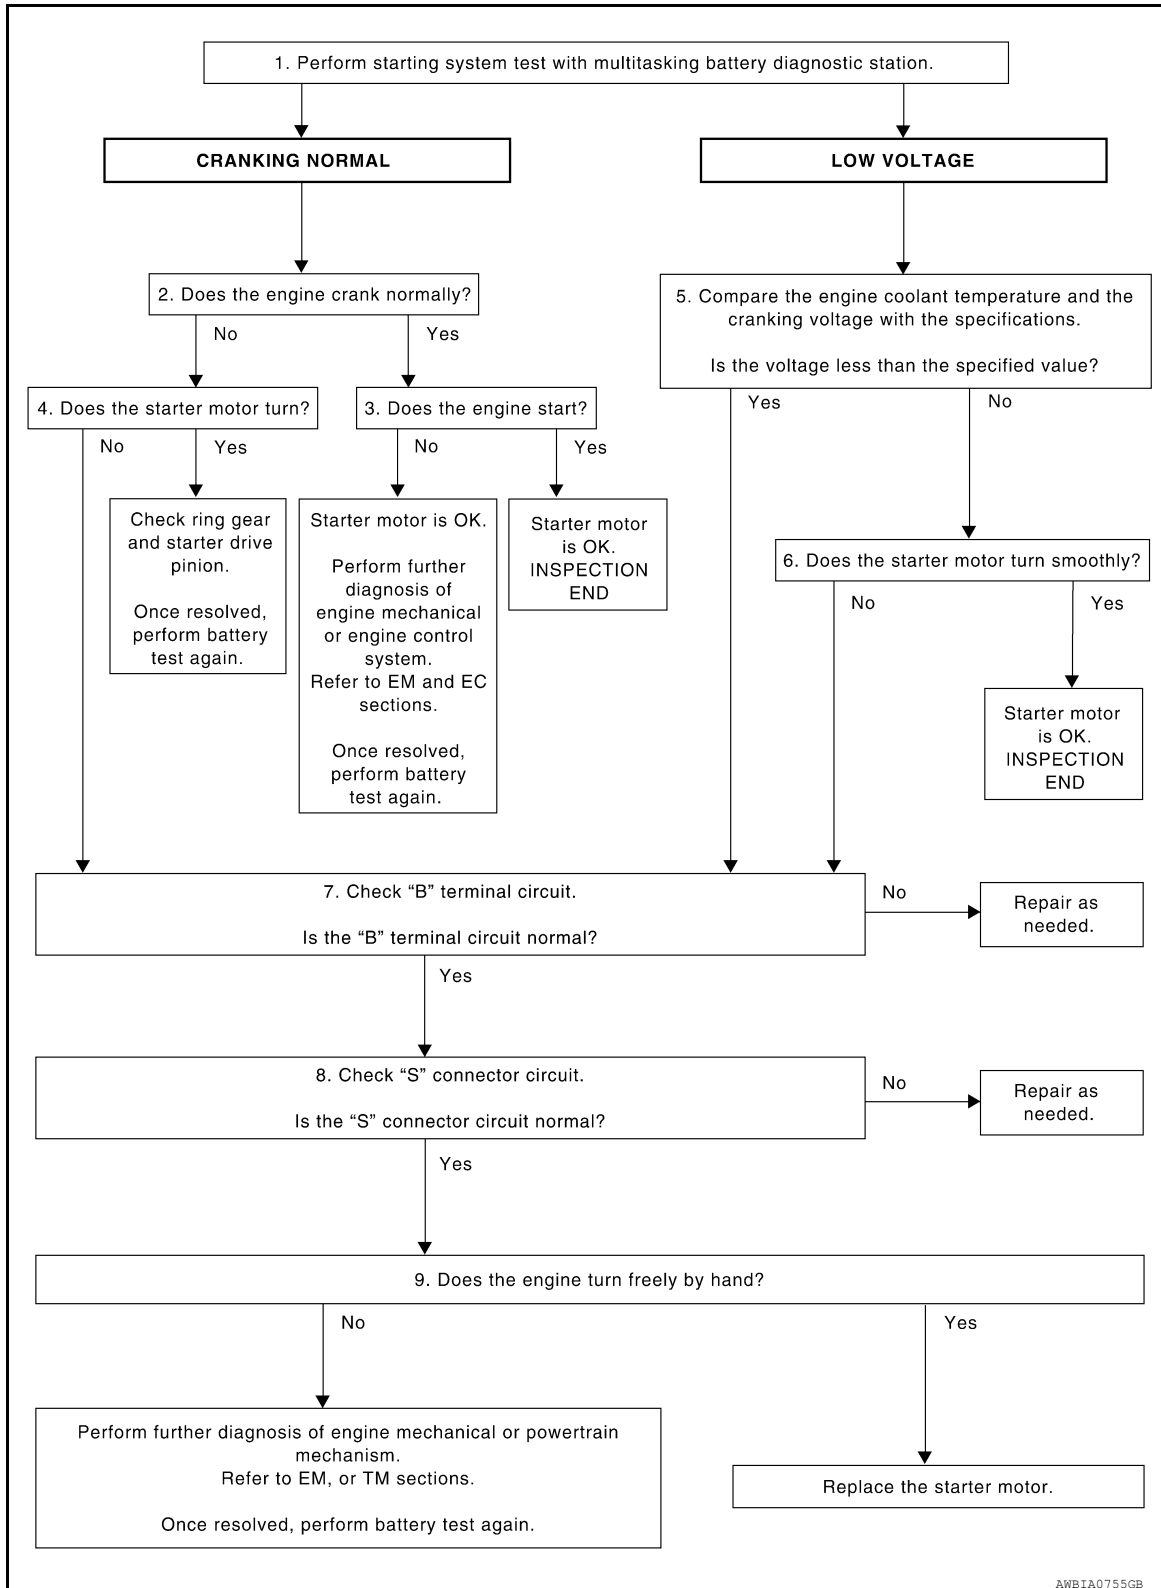 1. Perform starting system test with multitasking battery diagnostic station.
CRANKING NORMAL
LOW VOLTAGE
2. Does the engine crank normally?
5. Compare the engine coolant temperature and the
cranking voltage with the specifications.
Is the voltage less than the specified value?
No
Yes
4. Does the starter motor turn?
3. Does the engine start?
Yes
No
No
Yes
No
Yes
Check ring gear
and starter drive
pinion.
Once resolved,
perform battery
test again.
Starter motor is OK.
Perform further
diagnosis of
engine mechanical
or engine control
system.
Refer to EM and EC
sections.
Once resolved,
perform battery
test again.
Starter motor
is OK.
INSPECTION
END
6. Does the starter motor turn smoothly?
No
Yes
Starter motor
is OK.
INSPECTION
END
7. Check “B” terminal circuit.
Is the “B” terminal circuit normal?
No
Repair as
needed.
Yes
8. Check “S” connector circuit.
Is the “S” connector circuit normal?
No
Repair as
needed.
Yes
9. Does the engine turn freely by hand?
No
Yes
Perform further diagnosis of engine mechanical or powertrain
mechanism.
Refer to EM, or TM sections.
Once resolved, perform battery test again.
Replace the starter motor.
AWBIA0755GB